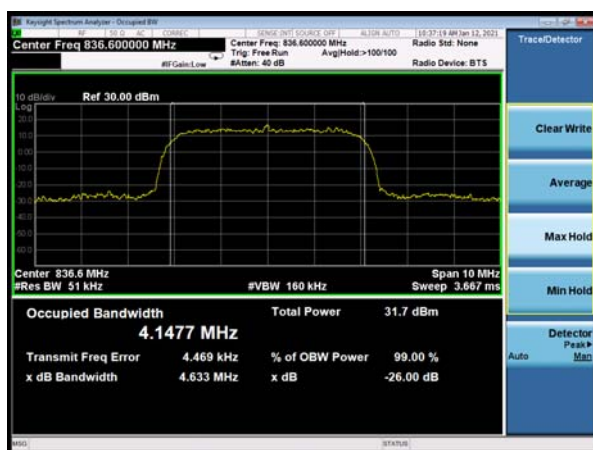 Keysight Spectrum Analyzer - Occupied BW
RF 50 Ω AC CORREC SENSE:INT SOURCE OFF ALIGN AUTO 10:37:19 AM Jan 12, 2021
Center Freq 836.600000 MHz
Center Freq: 836.600000 MHz
Radio Std: None
Trig: Free Run Avg|Hold:>100/100
#IFGain:Low #Atten: 40 dB Radio Device: BTS
Trace/Detector
10 dB/div Ref 30.00 dBm
Log
20.0
10.0
0.00
Clear Write
Average
Max Hold
Min Hold
Center 836.6 MHz Span 10 MHz
#Res BW 51 kHz #VBW 160 kHz Sweep 3.667 ms
Occupied Bandwidth Total Power 31.7 dBm
4.1477 MHz
Transmit Freq Error 4.469 kHz % of OBW Power 99.00 %
x dB Bandwidth 4.633 MHz x dB -26.00 dB
Detector
Peak
Auto Man
MSG STATUS